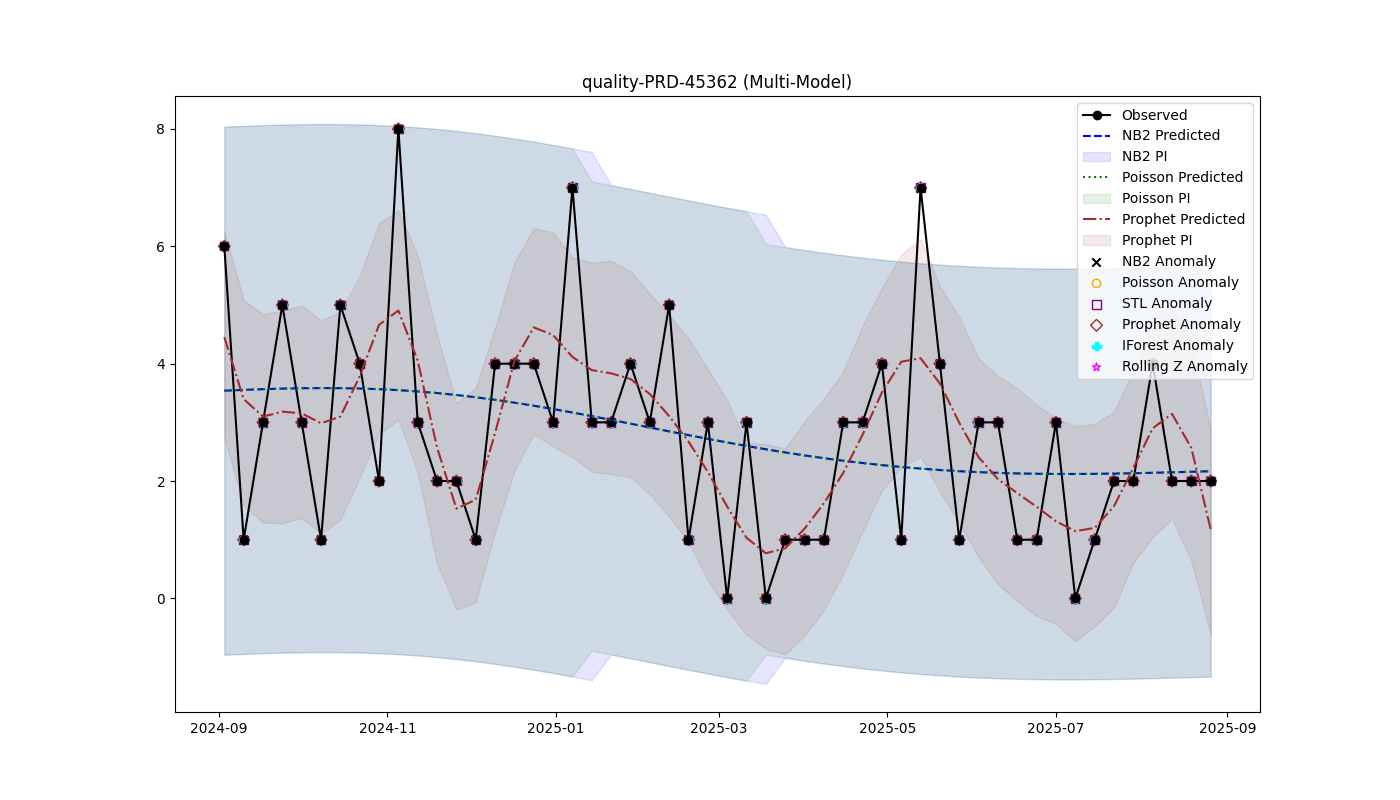 quality-PRD-45362 (Multi-Model)
Observed
NB2 Predicted
NB2 PI
Poisson Predicted
Poisson PI
Prophet Predicted
Prophet PI
NB2 Anomaly
Poisson Anomaly
STL Anomaly
Prophet Anomaly
IForest Anomaly
Rolling Z Anomaly
8
6
4
2
0
2024-09 2024-11 2025-01 2025-03 2025-05 2025-07 2025-09